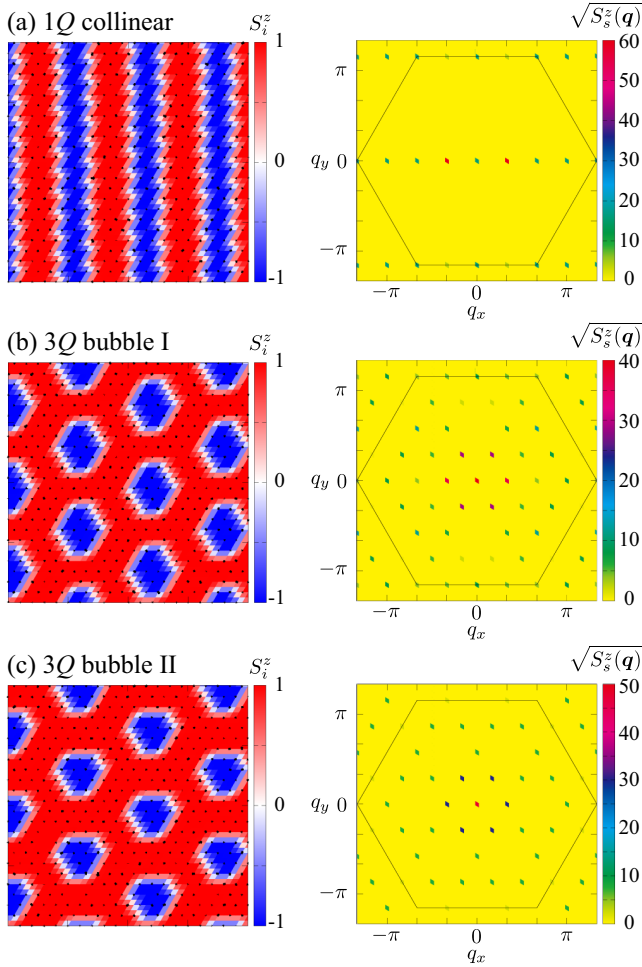 (a) 1Q collinear
S_i^z
√S_s^z(q)
1
0
-1
π
q_y 0
−π
−π 0 π
q_x
60
50
40
30
20
10
0
(b) 3Q bubble I
S_i^z
√S_s^z(q)
1
0
-1
π
q_y 0
−π
−π 0 π
q_x
40
30
20
10
0
(c) 3Q bubble II
S_i^z
√S_s^z(q)
1
0
-1
π
q_y 0
−π
−π 0 π
q_x
50
40
30
20
10
0